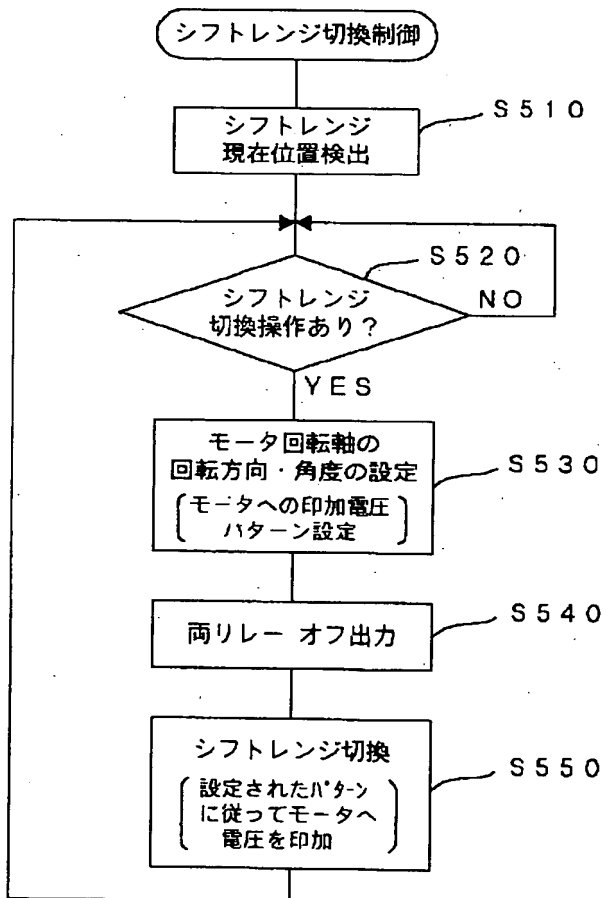 シフトレンジ切換制御
シフトレンジ
現在位置検出
S510
シフトレンジ
切換操作あり?
S520
NO
YES
モータ回転軸の
回転方向・角度の設定
モータへの印加電圧
パターン設定
S530
両リレー オフ出力
S540
シフトレンジ切換
設定されたパターン
に従ってモータへ
電圧を印加
S550